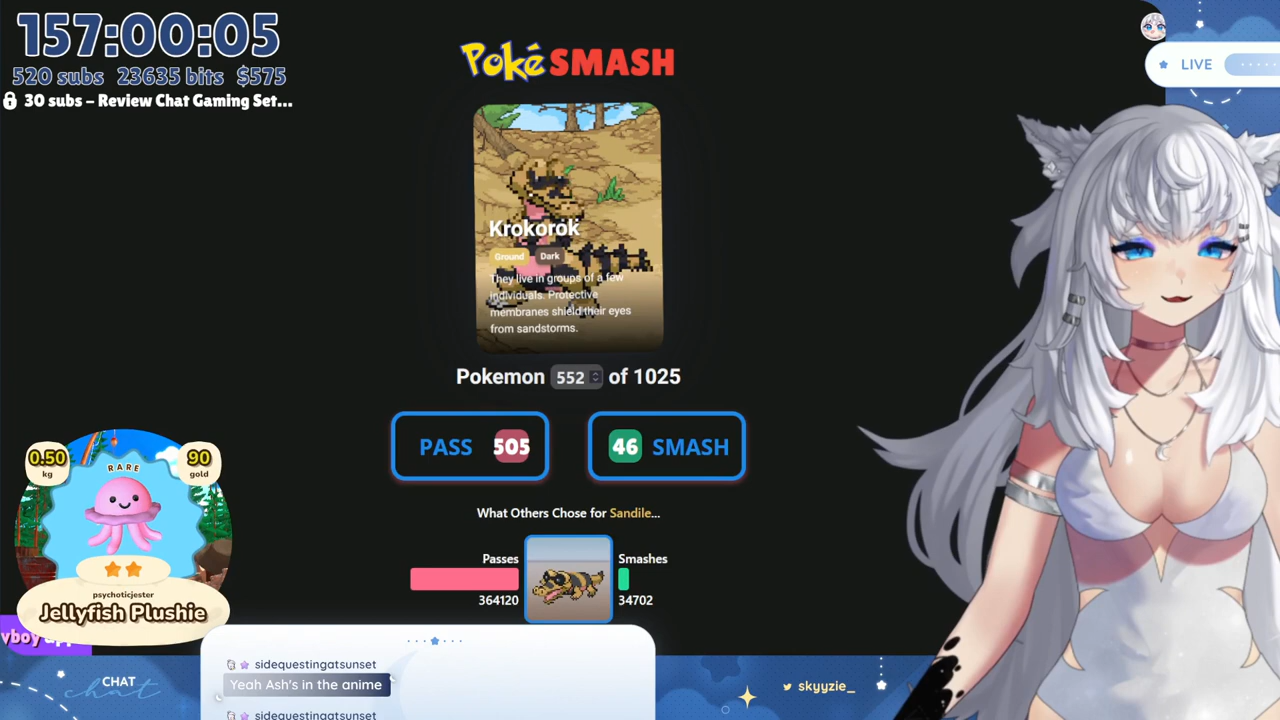 157:00:05
520 subs 23635 bits $575
30 subs – Review Chat Gaming Set...
PokéSMASH
LIVE
Krokorok
Ground Dark
They live in groups of a few
individuals. Protective
membranes shield their eyes
from sandstorms.
Pokemon 552 of 1025
PASS 505
46 SMASH
What Others Chose for Sandile...
Passes
364120
Smashes
34702
0.50
kg
RARE
90
gold
psychoticjester
Jellyfish Plushie
vboy
CHAT
chat
sidequestingatsunset
Yeah Ash's in the anime
sidequestingatsunset
skyyzie_